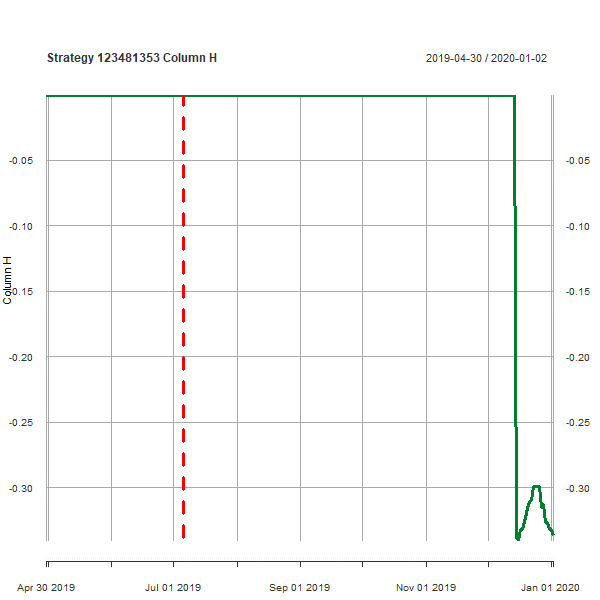 Strategy 123481353 Column H
2019-04-30 / 2020-01-02
-0.05
-0.05
-0.10
-0.10
-0.15
-0.15
-0.20
-0.20
-0.25
-0.25
-0.30
-0.30
Column H
Apr 30 2019
Jul 01 2019
Sep 01 2019
Nov 01 2019
Jan 01 2020